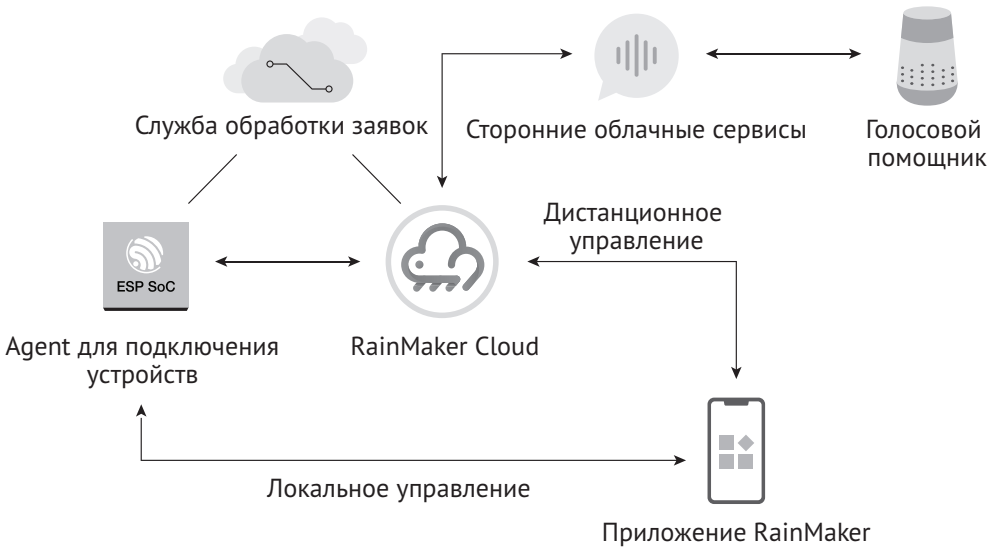 Служба обработки заявок
Сторонние облачные сервисы
Голосовой
помощник
Дистанционное
управление
ESP SoC
Agent для подключения
устройств
RainMaker Cloud
Локальное управление
Приложение RainMaker